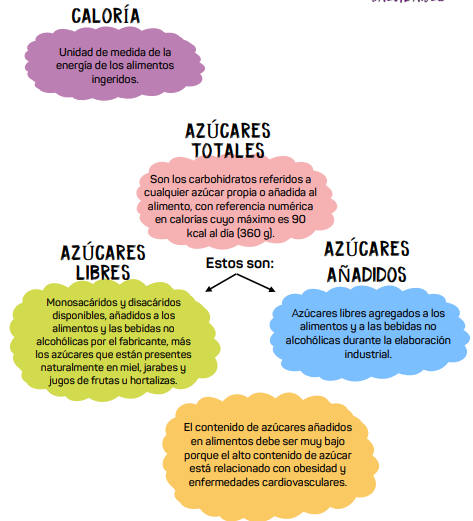 CALORÍA
Unidad de medida de la
energía de los alimentos
ingeridos.
AZÚCARES
TOTALES
Son los carbohidratos referidos a
cualquier azúcar propia o añadida al
alimento, con referencia numérica
en calorías cuyo máximo es 90
kcal al día (360 g).
Estos son:
AZÚCARES
LIBRES
Monosacáridos y disacáridos
disponibles, añadidos a los
alimentos y las bebidas no
alcohólicas por el fabricante, más
los azúcares que están presentes
naturalmente en miel, jarabes y
jugos de frutas u hortalizas.
AZÚCARES
AÑADIDOS
Azúcares libres agregados a los
alimentos y a las bebidas no
alcohólicas durante la elaboración
industrial.
El contenido de azúcares añadidos
en alimentos debe ser muy bajo
porque el alto contenido de azúcar
está relacionado con obesidad y
enfermedades cardiovasculares.